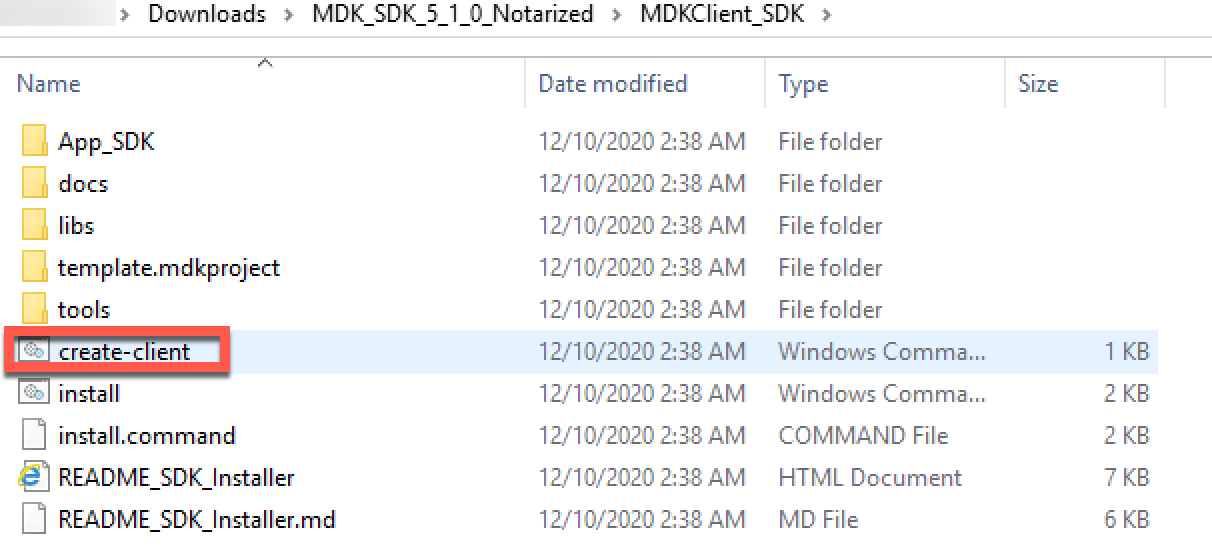 Downloads > MDK_SDK_5_1_0_Notarized > MDKClient_SDK >
Name Date modified Type Size
App_SDK 12/10/2020 2:38 AM File folder
docs 12/10/2020 2:38 AM File folder
libs 12/10/2020 2:38 AM File folder
template.mdkproject 12/10/2020 2:38 AM File folder
tools 12/10/2020 2:38 AM File folder
create-client 12/10/2020 2:38 AM Windows Comma... 1 KB
install 12/10/2020 2:38 AM Windows Comma... 2 KB
install.command 12/10/2020 2:38 AM COMMAND File 2 KB
README_SDK_Installer 12/10/2020 2:38 AM HTML Document 7 KB
README_SDK_Installer.md 12/10/2020 2:38 AM MD File 6 KB